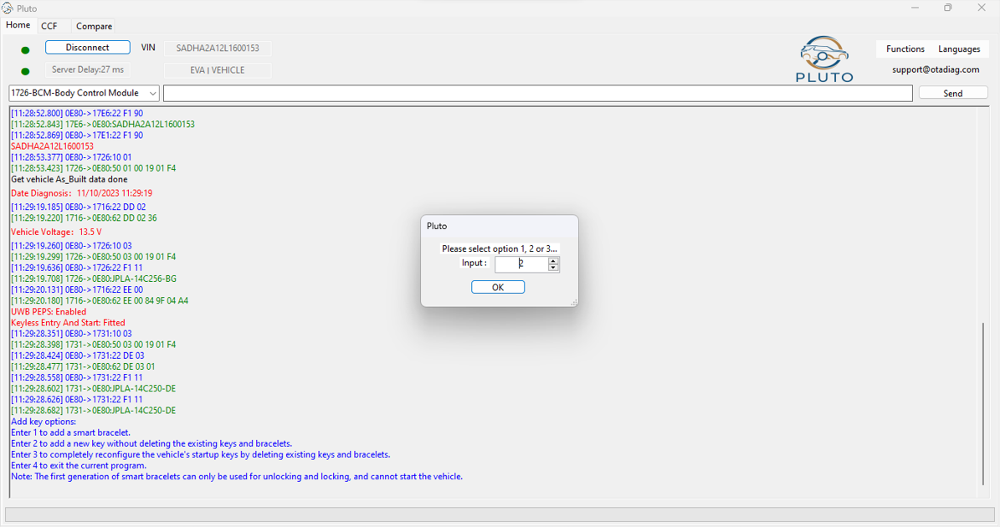 Pluto
Home CCF Compare
Disconnect VIN SADHA2A12L1600153 Functions Languages
Server Delay:27 ms EVA | VEHICLE PLUTO support@otadiag.com
1726-BCM-Body Control Module Send
[11:28:52.800] 0E80->17E6:22 F1 90
[11:28:52.843] 17E6->0E80:SADHA2A12L1600153
[11:28:52.869] 0E80->17E1:22 F1 90
SADHA2A12L1600153
[11:28:53.377] 0E80->1726:10 01
[11:28:53.423] 1726->0E80:50 01 00 19 01 F4
Get vehicle As_Built data done
Date Diagnosis: 11/10/2023 11:29:19
[11:29:19.185] 0E80->1716:22 DD 02
[11:29:19.220] 1716->0E80:62 DD 02 36
Vehicle Voltage: 13.5 V
[11:29:19.260] 0E80->1726:10 03
[11:29:19.299] 1726->0E80:50 03 00 19 01 F4
[11:29:19.636] 0E80->1726:22 F1 11
[11:29:19.708] 1726->0E80:JPLA-14C256-BG
[11:29:20.131] 0E80->1716:22 EE 00
[11:29:20.180] 1716->0E80:62 EE 00 84 9F 04 A4
UWB PEPS: Enabled
Keyless Entry And Start: Fitted
[11:29:28.351] 0E80->1731:10 03
[11:29:28.398] 1731->0E80:50 03 00 19 01 F4
[11:29:28.424] 0E80->1731:22 DE 03
[11:29:28.477] 1731->0E80:62 DE 03 01
[11:29:28.558] 0E80->1731:22 F1 11
[11:29:28.602] 1731->0E80:JPLA-14C250-DE
[11:29:28.626] 0E80->1731:22 F1 11
[11:29:28.682] 1731->0E80:JPLA-14C250-DE
Add key options:
Enter 1 to add a smart bracelet.
Enter 2 to add a new key without deleting the existing keys and bracelets.
Enter 3 to completely reconfigure the vehicle's startup keys by deleting existing keys and bracelets.
Enter 4 to exit the current program.
Note: The first generation of smart bracelets can only be used for unlocking and locking, and cannot start the vehicle.
Pluto
Please select option 1, 2 or 3...
Input : 2
OK